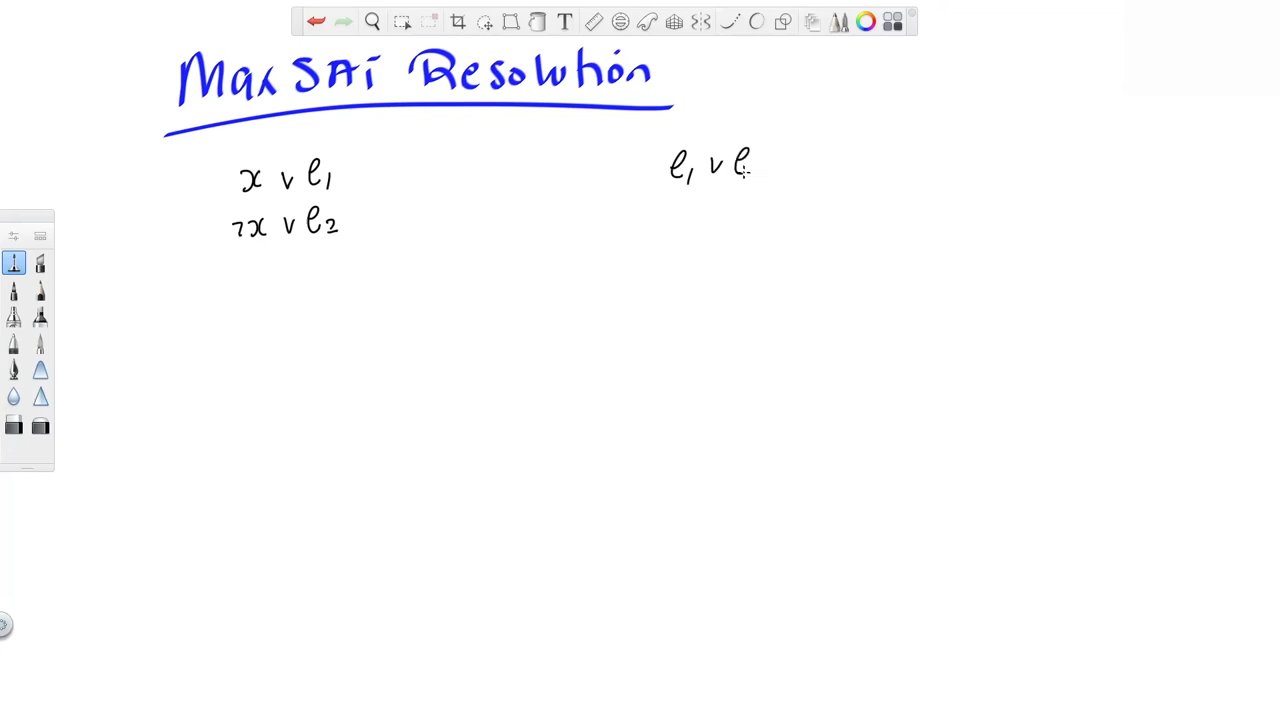 MaxSAT Resolution
x ∨ ℓ₁
¬x ∨ ℓ₂
ℓ₁ ∨ ℓ
T